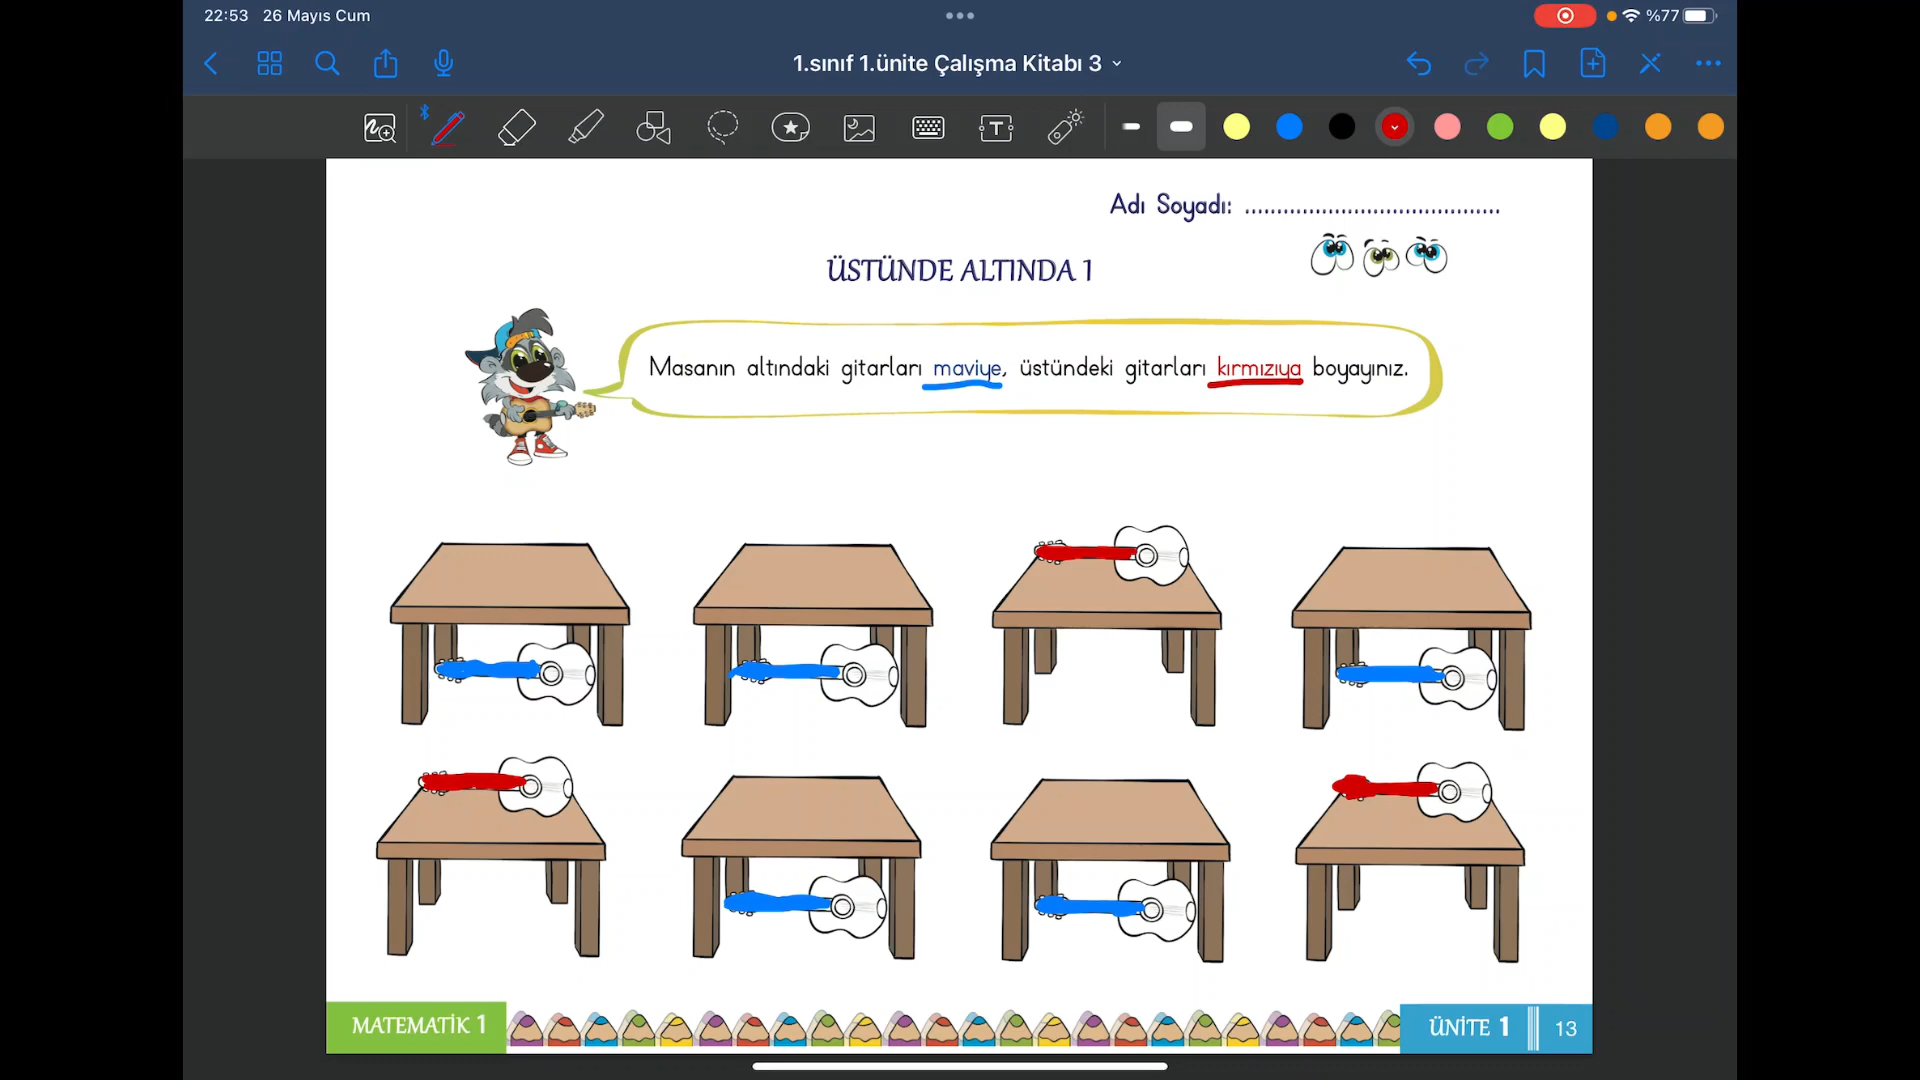 22:53 26 Mayıs Cum
%77
1.sınıf 1.ünite Çalışma Kitabı 3
T
Adı Soyadı: ........................................
ÜSTÜNDE ALTINDA 1
Masanın altındaki gitarları maviye, üstündeki gitarları kırmızıya boyayınız.
MATEMATİK 1
ÜNİTE 1
13